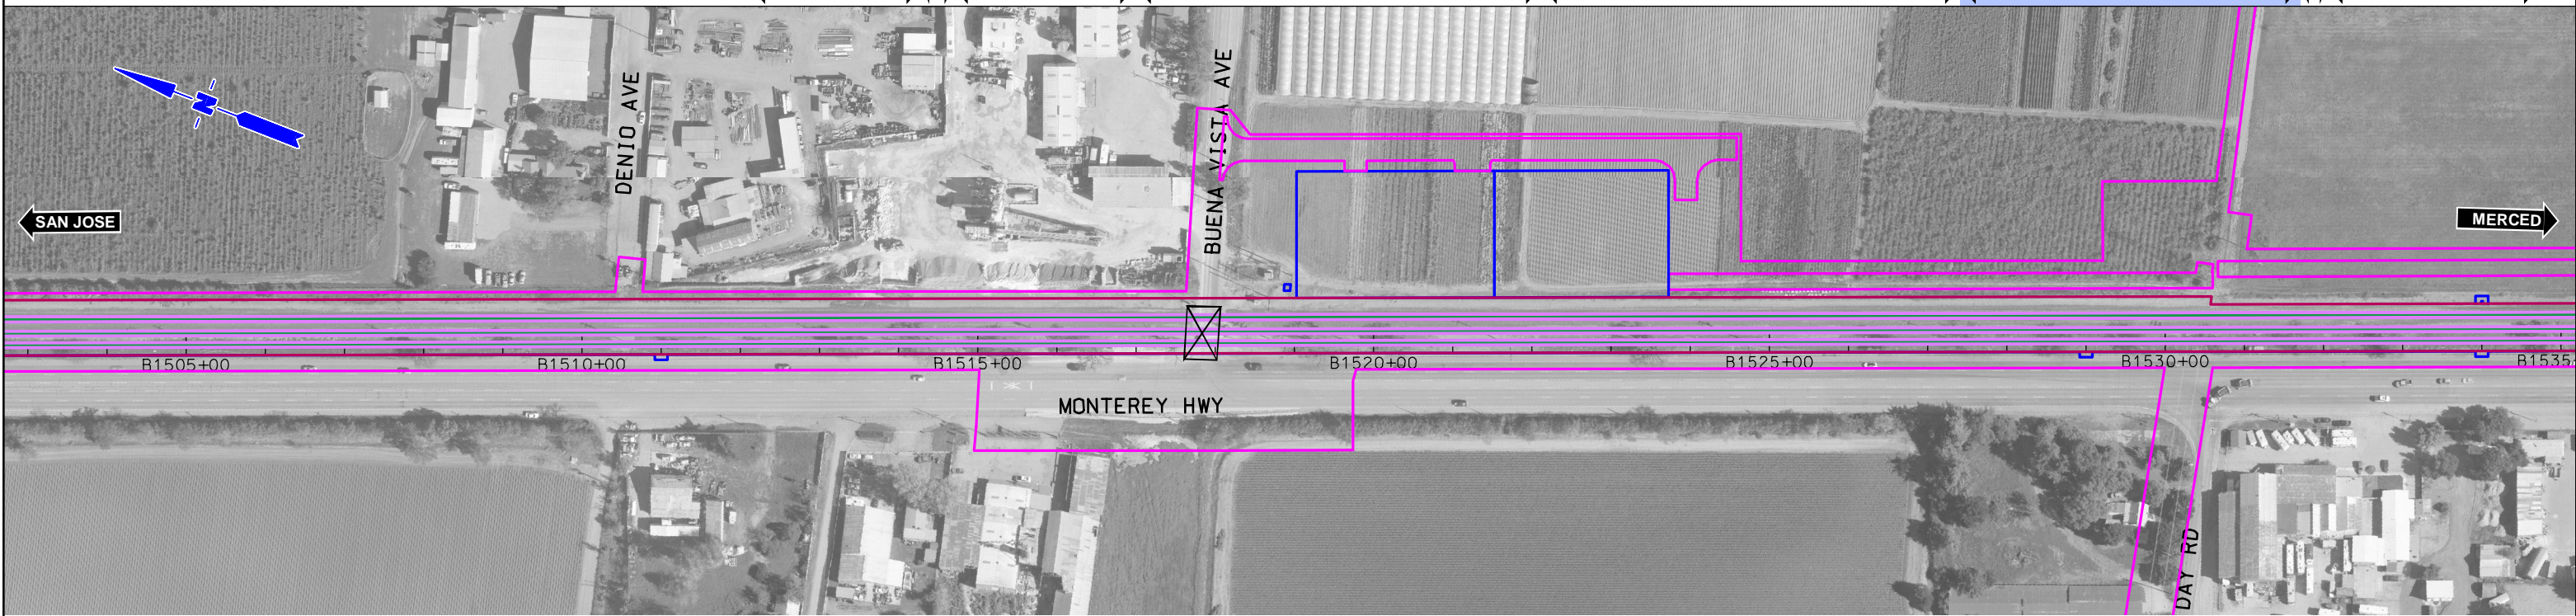 DENIO AVE
BUENA VISTA AVE
N
SAN JOSE
MERCED
B1505+00
B1510+00
B1515+00
B1520+00
B1525+00
B1530+00
B1535
MONTEREY HWY
DAY RD